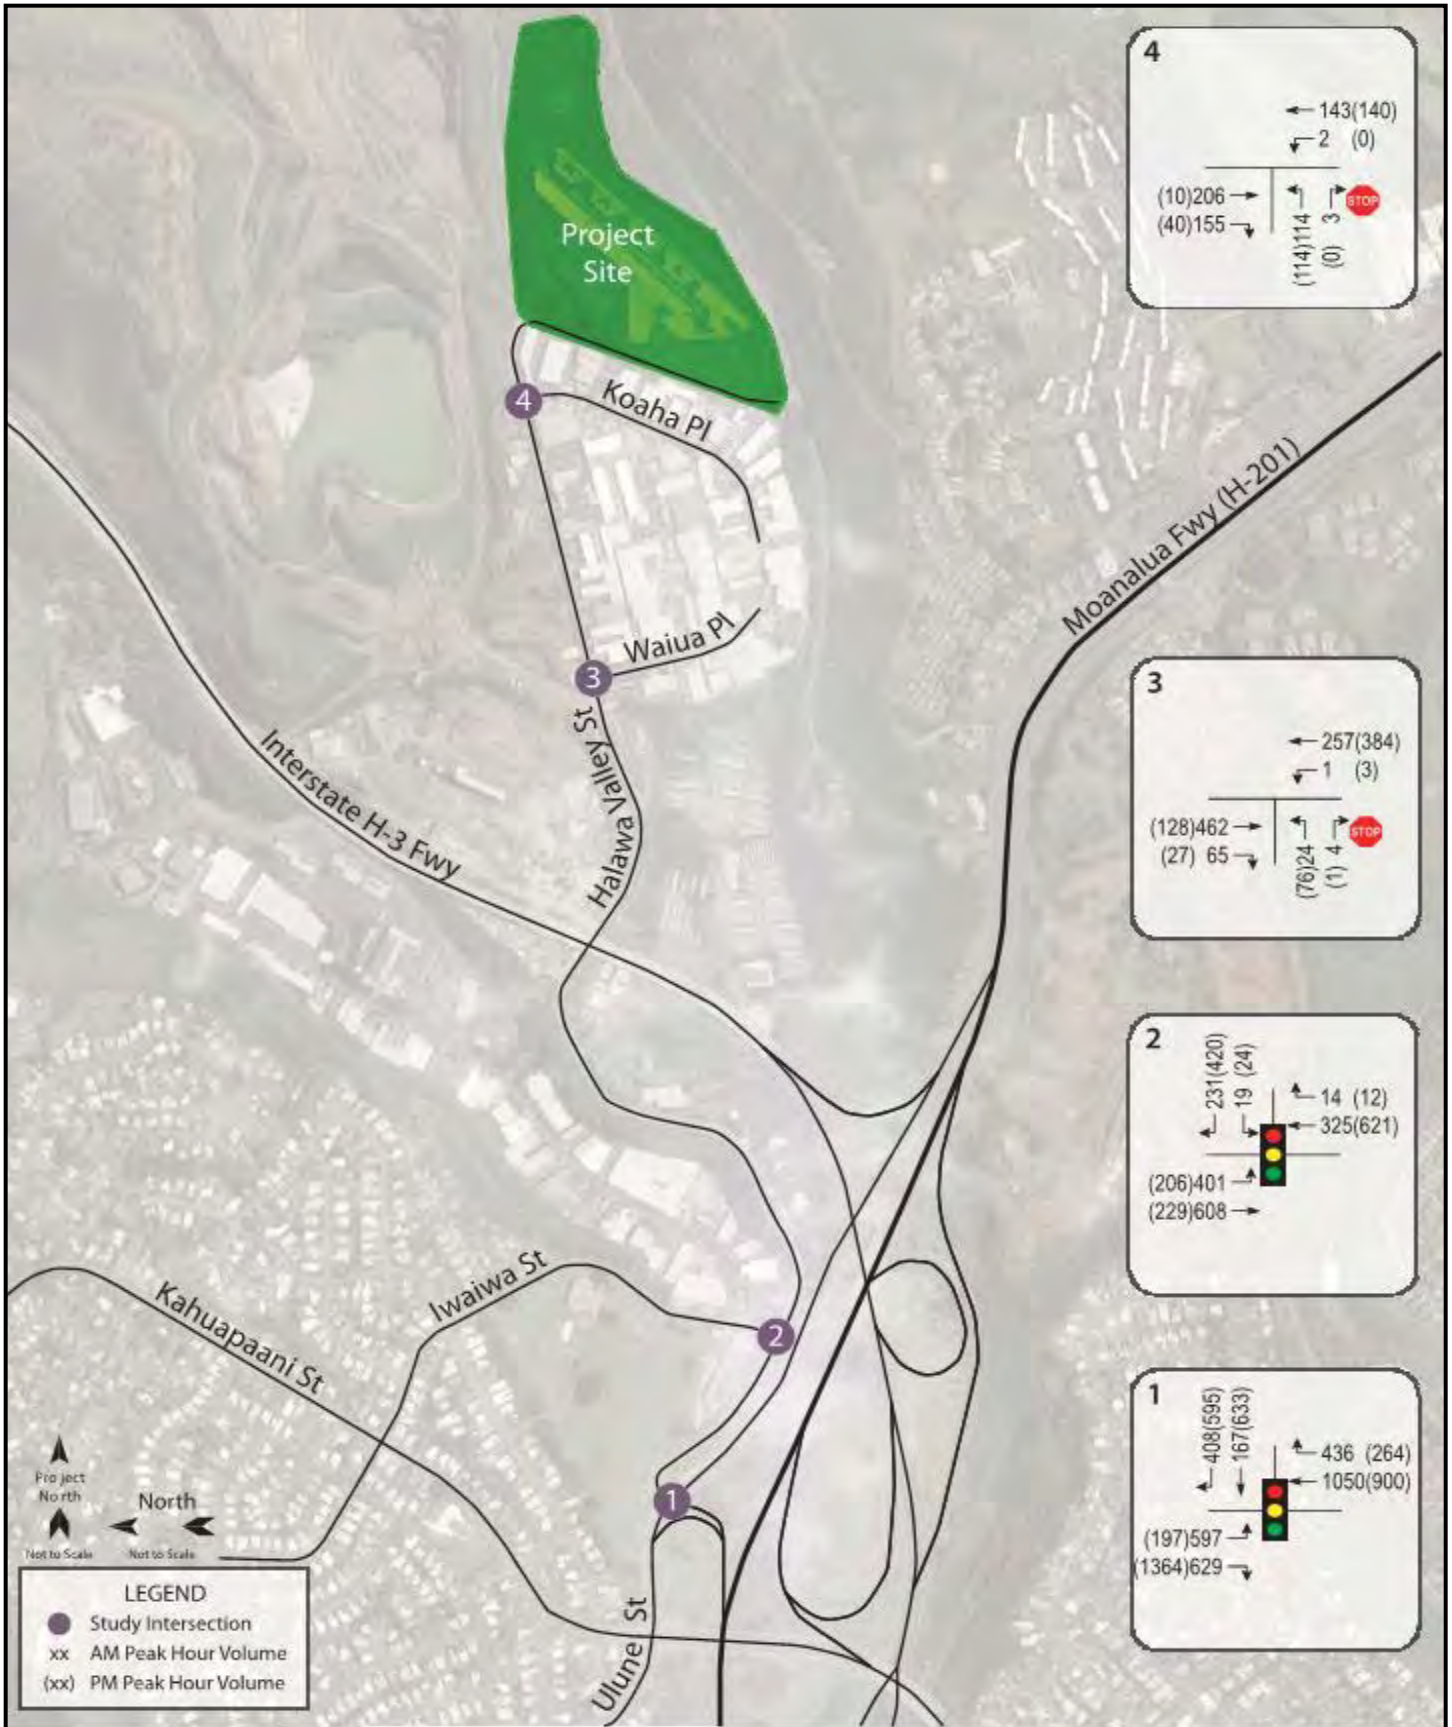 4
143(140)
2 (0)
(10)206
(40)155
(114)114
(0) 3
STOP
Project
Site
4
Koaha Pl
Moanalua Fwy (H-201)
Waiua Pl
3
Halawa Valley St
Interstate H-3 Fwy
3
257(384)
1 (3)
(128)462
(27) 65
(76)24
(1) 4
STOP
2
231(420)
19 (24)
14 (12)
325(621)
(206)401
(229)608
Iwaiwa St
Kahuapaani St
2
1
1
408(595)
167(633)
436 (264)
1050(900)
(197)597
(1364)629
Ulune St
Project
North
North
Not to Scale
Not to Scale
LEGEND
Study Intersection
xx AM Peak Hour Volume
(xx) PM Peak Hour Volume